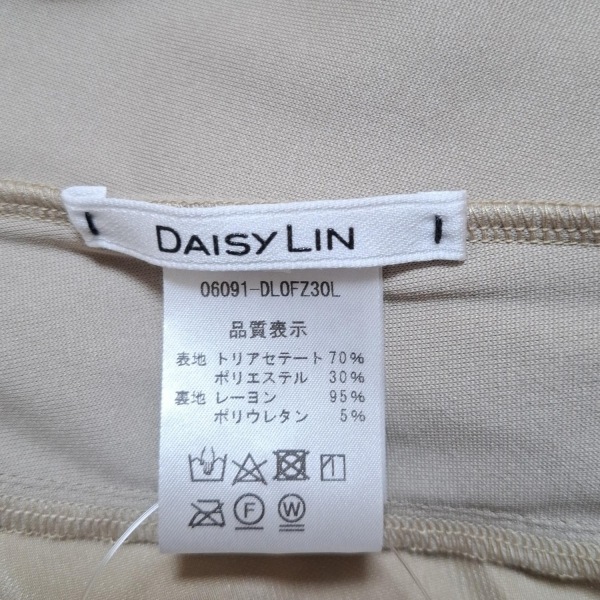 DAISY LIN
06091-DL0FZ30L
品質表示
表地 トリアセテート 70%
ポリエステル 30%
裏地 レーヨン 95%
ポリウレタン 5%
F W